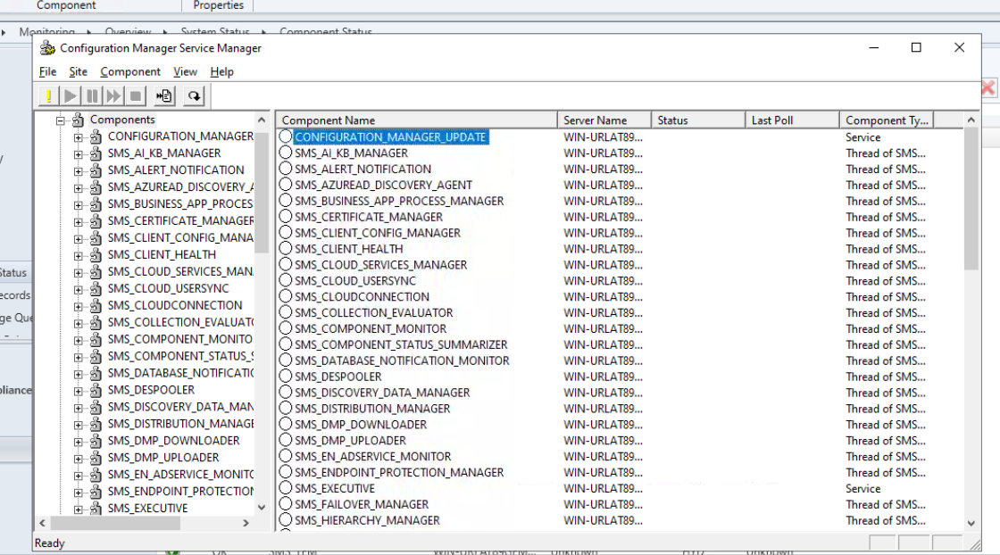 Component Properties
Monitoring Overview System Status Component Status
Configuration Manager Service Manager
File Site Component View Help
Components
CONFIGURATION_MANAGER
SMS_AI_KB_MANAGER
SMS_ALERT_NOTIFICATION
SMS_AZUREAD_DISCOVERY_A
SMS_BUSINESS_APP_PROCES
SMS_CERTIFICATE_MANAGER
SMS_CLIENT_CONFIG_MANA
SMS_CLIENT_HEALTH
SMS_CLOUD_SERVICES_MAN
SMS_CLOUD_USERSYNC
SMS_CLOUDCONNECTION
SMS_COLLECTION_EVALUATO
SMS_COMPONENT_MONITO
SMS_COMPONENT_STATUS_S
SMS_DATABASE_NOTIFICATIO
SMS_DESPOOLER
SMS_DISCOVERY_DATA_MAN
SMS_DISTRIBUTION_MANAGE
SMS_DMP_DOWNLOADER
SMS_DMP_UPLOADER
SMS_EN_ADSERVICE_MONITO
SMS_ENDPOINT_PROTECTION
SMS_EXECUTIVE
Component Name Server Name Status Last Poll Component Ty...
CONFIGURATION_MANAGER_UPDATE WIN-URLAT89... Service
SMS_AI_KB_MANAGER WIN-URLAT89... Thread of SMS...
SMS_ALERT_NOTIFICATION WIN-URLAT89... Thread of SMS...
SMS_AZUREAD_DISCOVERY_AGENT WIN-URLAT89... Thread of SMS...
SMS_BUSINESS_APP_PROCESS_MANAGER WIN-URLAT89... Thread of SMS...
SMS_CERTIFICATE_MANAGER WIN-URLAT89... Thread of SMS...
SMS_CLIENT_CONFIG_MANAGER WIN-URLAT89... Thread of SMS...
SMS_CLIENT_HEALTH WIN-URLAT89... Thread of SMS...
SMS_CLOUD_SERVICES_MANAGER WIN-URLAT89... Thread of SMS...
SMS_CLOUD_USERSYNC WIN-URLAT89... Thread of SMS...
SMS_CLOUDCONNECTION WIN-URLAT89... Thread of SMS...
SMS_COLLECTION_EVALUATOR WIN-URLAT89... Thread of SMS...
SMS_COMPONENT_MONITOR WIN-URLAT89... Thread of SMS...
SMS_COMPONENT_STATUS_SUMMARIZER WIN-URLAT89... Thread of SMS...
SMS_DATABASE_NOTIFICATION_MONITOR WIN-URLAT89... Thread of SMS...
SMS_DESPOOLER WIN-URLAT89... Thread of SMS...
SMS_DISCOVERY_DATA_MANAGER WIN-URLAT89... Thread of SMS...
SMS_DISTRIBUTION_MANAGER WIN-URLAT89... Thread of SMS...
SMS_DMP_DOWNLOADER WIN-URLAT89... Thread of SMS...
SMS_DMP_UPLOADER WIN-URLAT89... Thread of SMS...
SMS_EN_ADSERVICE_MONITOR WIN-URLAT89... Thread of SMS...
SMS_ENDPOINT_PROTECTION_MANAGER WIN-URLAT89... Thread of SMS...
SMS_EXECUTIVE WIN-URLAT89... Service
SMS_FAILOVER_MANAGER WIN-URLAT89... Thread of SMS...
SMS_HIERARCHY_MANAGER WIN-URLAT89... Thread of SMS...
Status
ecords
ge Que
pliance
Ready